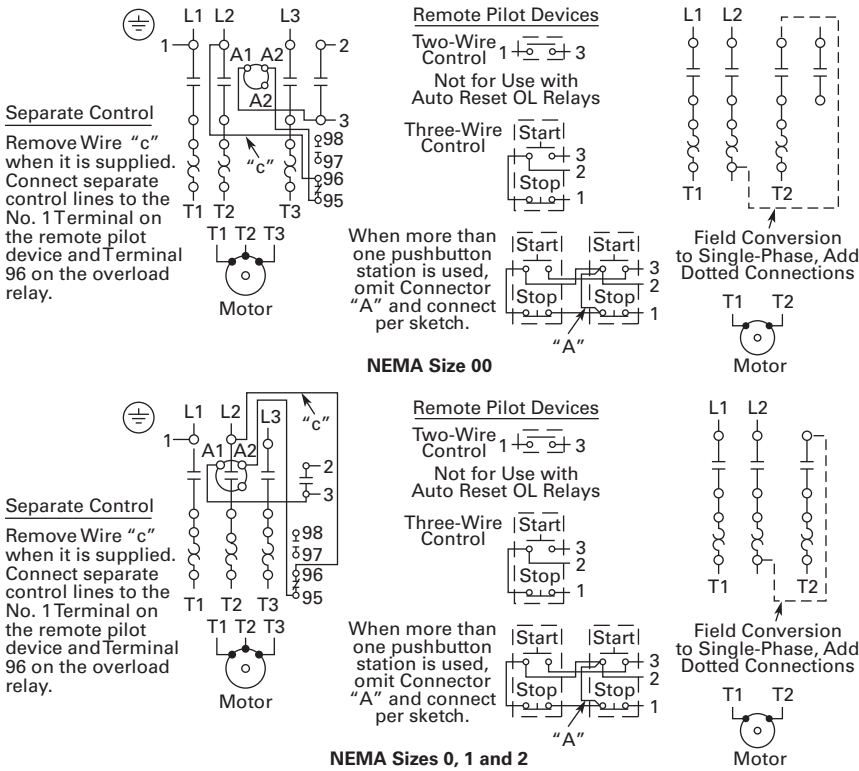 L1 L2 L3
1
2
A1 A2
A2
3
98
97
96
95
"c"
T1 T2 T3
T1 T2 T3
Motor
Separate Control
Remove Wire "c"
when it is supplied.
Connect separate
control lines to the
No. 1 Terminal on
the remote pilot
device and Terminal
96 on the overload
relay.
Remote Pilot Devices
Two-Wire
Control
1 3
Not for Use with
Auto Reset OL Relays
Three-Wire
Control
Start
3
2
Stop
1
When more than
one pushbutton
station is used,
omit Connector
"A" and connect
per sketch.
Start Start
3
2
Stop Stop
1
"A"
NEMA Size 00
L1 L2
T1 T2
Field Conversion
to Single-Phase, Add
Dotted Connections
T1 T2
Motor
L1 L2 L3
"c"
1
A1 A2
2
3
98
97
96
95
T1 T2 T3
T1 T2 T3
Motor
Separate Control
Remove Wire "c"
when it is supplied.
Connect separate
control lines to the
No. 1 Terminal on
the remote pilot
device and Terminal
96 on the overload
relay.
Remote Pilot Devices
Two-Wire
Control
1 3
Not for Use with
Auto Reset OL Relays
Three-Wire
Control
Start
3
2
Stop
1
When more than
one pushbutton
station is used,
omit Connector
"A" and connect
per sketch.
Start Start
3
2
Stop Stop
1
"A"
NEMA Sizes 0, 1 and 2
L1 L2
T1 T2
Field Conversion
to Single-Phase, Add
Dotted Connections
T1 T2
Motor